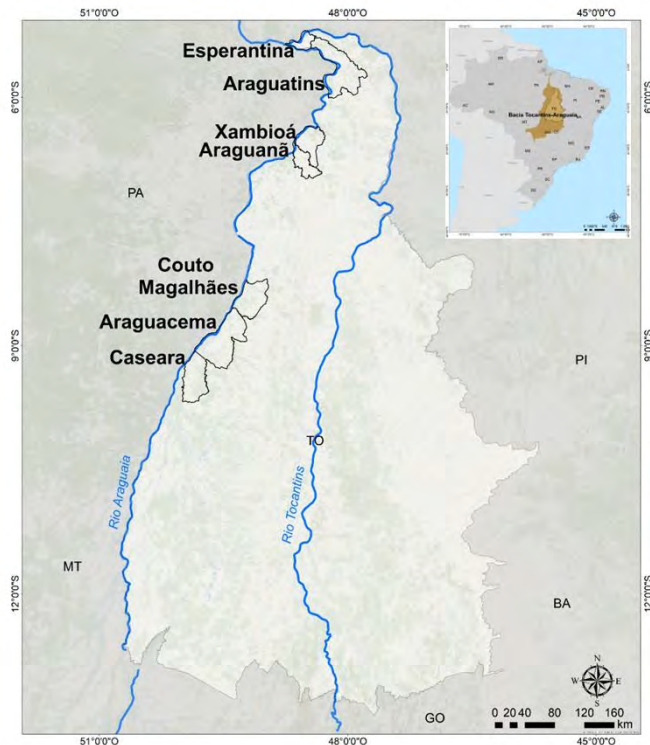 51°0'0"S
48°0'0"S
45°0'0"S
Esperantina
Araguatins
Xambioá
Araguanã
Couto
Magalhães
Araguacema
Caseara
PA
PI
TO
MT
BA
GO
Rio Araguaia
Rio Tocantins
6°0'0"S
9°0'0"S
12°0'0"S
6°0'0"S
9°0'0"S
12°0'0"S
Bacia Tocantins-Araguaia
N
W
E
S
0 20 40 80 120 160
km
51°0'0"S
48°0'0"S
45°0'0"S